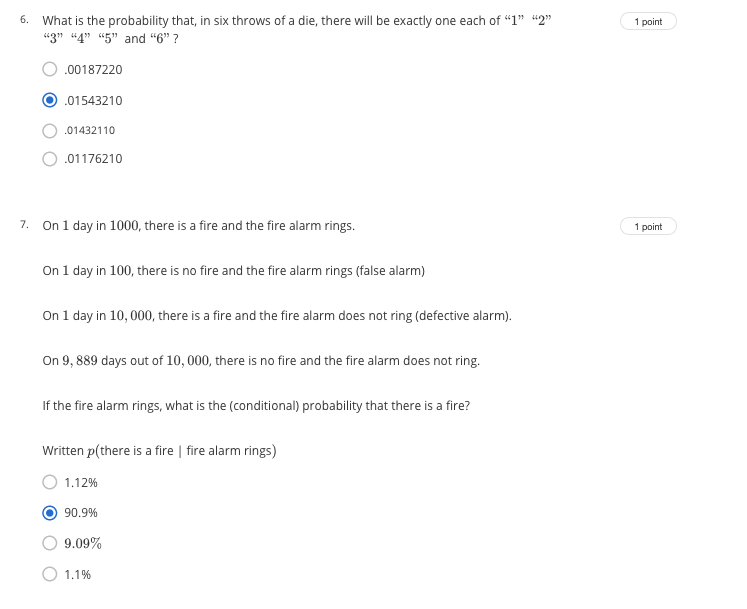 6. What is the probability that, in six throws of a die, there will be exactly one each of “1” “2” 1 point
“3” “4” “5” and “6” ?
.00187220
.01543210
.01432110
.01176210
7. On 1 day in 1000, there is a fire and the fire alarm rings. 1 point
On 1 day in 100, there is no fire and the fire alarm rings (false alarm)
On 1 day in 10, 000, there is a fire and the fire alarm does not ring (defective alarm).
On 9, 889 days out of 10, 000, there is no fire and the fire alarm does not ring.
If the fire alarm rings, what is the (conditional) probability that there is a fire?
Written p(there is a fire | fire alarm rings)
1.12%
90.9%
9.09%
1.1%